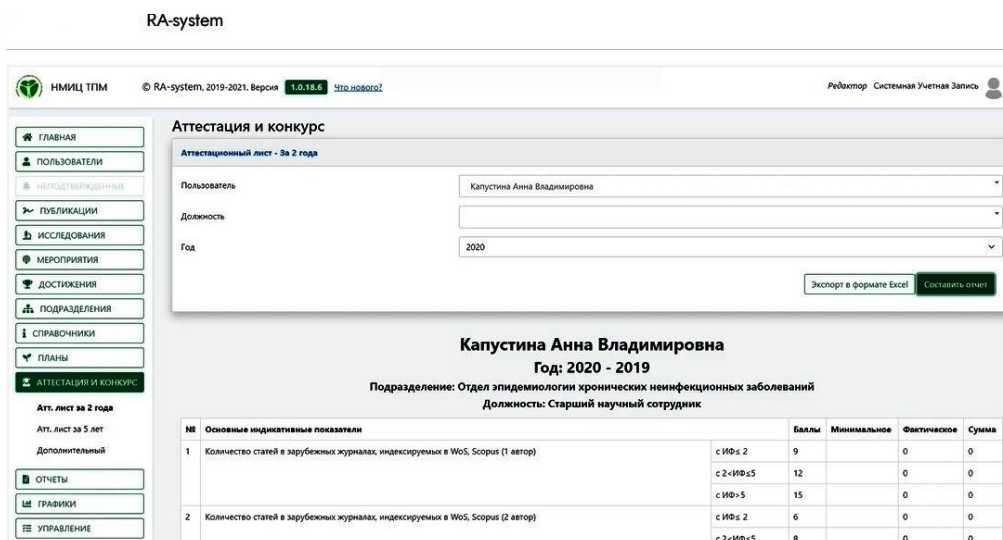 RA-system
НМИЦ ТПМ
© RA-system, 2019-2021. Версия 1.0.18.6 Что нового?
Редактор Системная Учетная Запись
ГЛАВНАЯ
ПОЛЬЗОВАТЕЛИ
НЕПОДТВЕРЖДЕННЫЕ
ПУБЛИКАЦИИ
ИССЛЕДОВАНИЯ
МЕРОПРИЯТИЯ
ДОСТИЖЕНИЯ
ПОДРАЗДЕЛЕНИЯ
СПРАВОЧНИКИ
ПЛАНЫ
АТТЕСТАЦИЯ И КОНКУРС
Атт. лист за 2 года
Атт. лист за 5 лет
Дополнительный
ОТЧЕТЫ
ГРАФИКИ
УПРАВЛЕНИЕ
Аттестация и конкурс
Аттестационный лист - За 2 года
Пользователь Капустина Анна Владимировна
Должность
Год 2020
Экспорт в формате Excel Составить отчет
Капустина Анна Владимировна
Год: 2020 - 2019
Подразделение: Отдел эпидемиологии хронических неинфекционных заболеваний
Должность: Старший научный сотрудник
№ Основные индикативные показатели Баллы Минимальное Фактическое Сумма
1 Количество статей в зарубежных журналах, индексируемых в WoS, Scopus (1 автор) с ИФ≤ 2 9 0 0
с 2<ИФ≤5 12 0 0
с ИФ>5 15 0 0
2 Количество статей в зарубежных журналах, индексируемых в WoS, Scopus (2 автор) с ИФ≤ 2 6 0 0
с 2<ИФ≤5 8 0 0